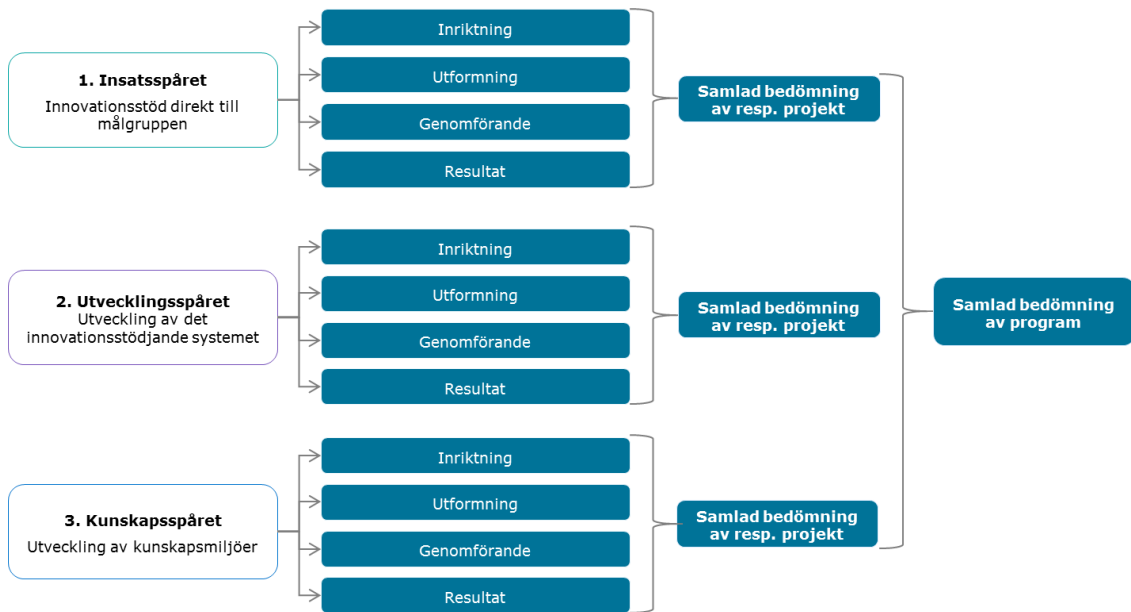 1. Insatsspåret
Innovationsstöd direkt till
målgruppen
Inriktning
Utformning
Genomförande
Resultat
Samlad bedömning
av resp. projekt
2. Utvecklingsspåret
Utveckling av det
innovationsstödjande systemet
Inriktning
Utformning
Genomförande
Resultat
Samlad bedömning
av resp. projekt
3. Kunskapsspåret
Utveckling av kunskapsmiljöer
Inriktning
Utformning
Genomförande
Resultat
Samlad bedömning
av resp. projekt
Samlad bedömning
av program